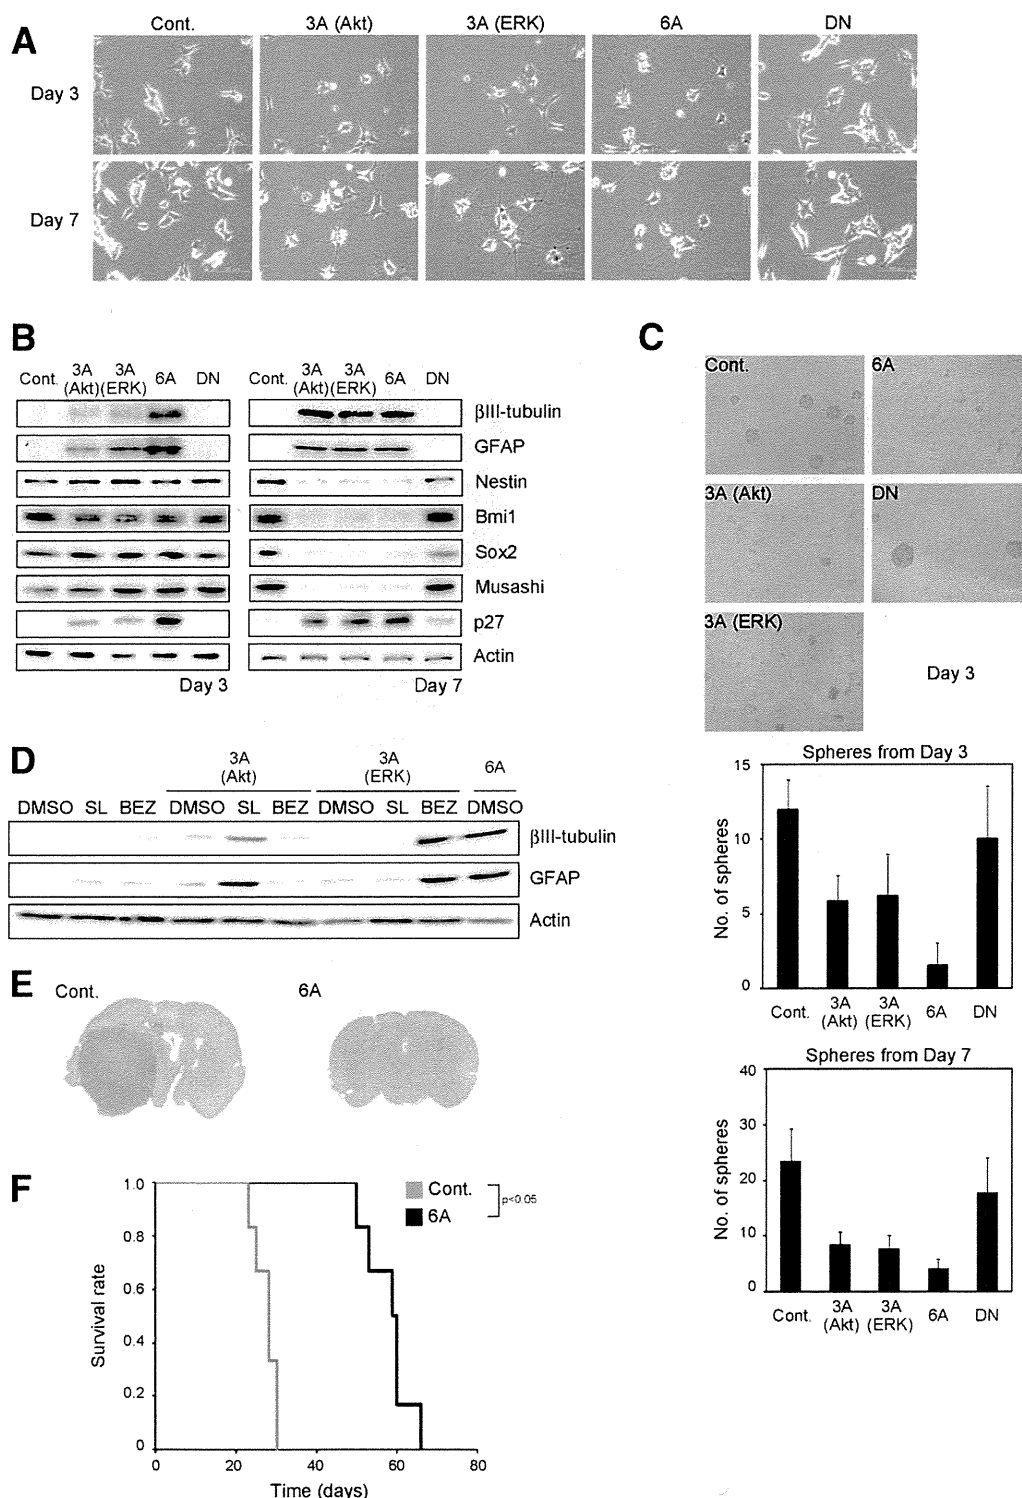 A
Cont. 3A (Akt) 3A (ERK) 6A DN
Day 3
Day 7
B
Cont. 3A (Akt) 3A (ERK) 6A DN
Cont. 3A (Akt) 3A (ERK) 6A DN
βIII-tubulin
GFAP
Nestin
Bmi1
Sox2
Musashi
p27
Actin
Day 3
Day 7
C
Cont.
6A
3A (Akt)
DN
3A (ERK)
Day 3
Spheres from Day 3
No. of spheres
15
10
5
0
Cont. 3A (Akt) 3A (ERK) 6A DN
Spheres from Day 7
No. of spheres
40
30
20
10
0
Cont. 3A (Akt) 3A (ERK) 6A DN
D
3A (Akt) 3A (ERK) 6A
DMSO SL BEZ DMSO SL BEZ DMSO SL BEZ DMSO
βIII-tubulin
GFAP
Actin
E
Cont.
6A
F
Survival rate
1.0
0.8
0.6
0.4
0.2
0
0 20 40 60 80
Time (days)
Cont.
6A
p<0.05